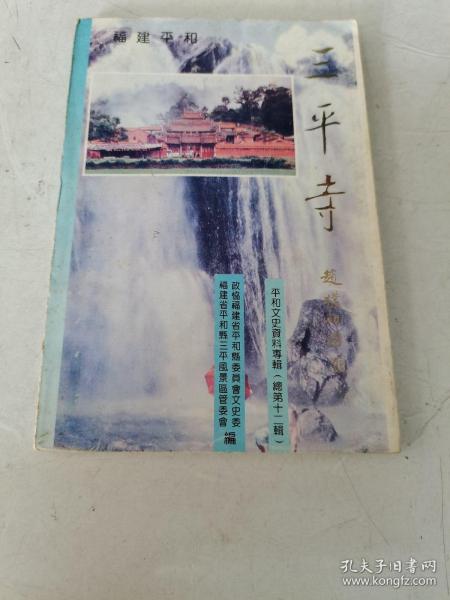 福建平和
三平寺
平和文史資料專輯(總第十二輯)
政協福建省平和縣委員會文史委
福建省平和縣三平風景區管委會
編
孔夫子旧书网
www.kongfz.com